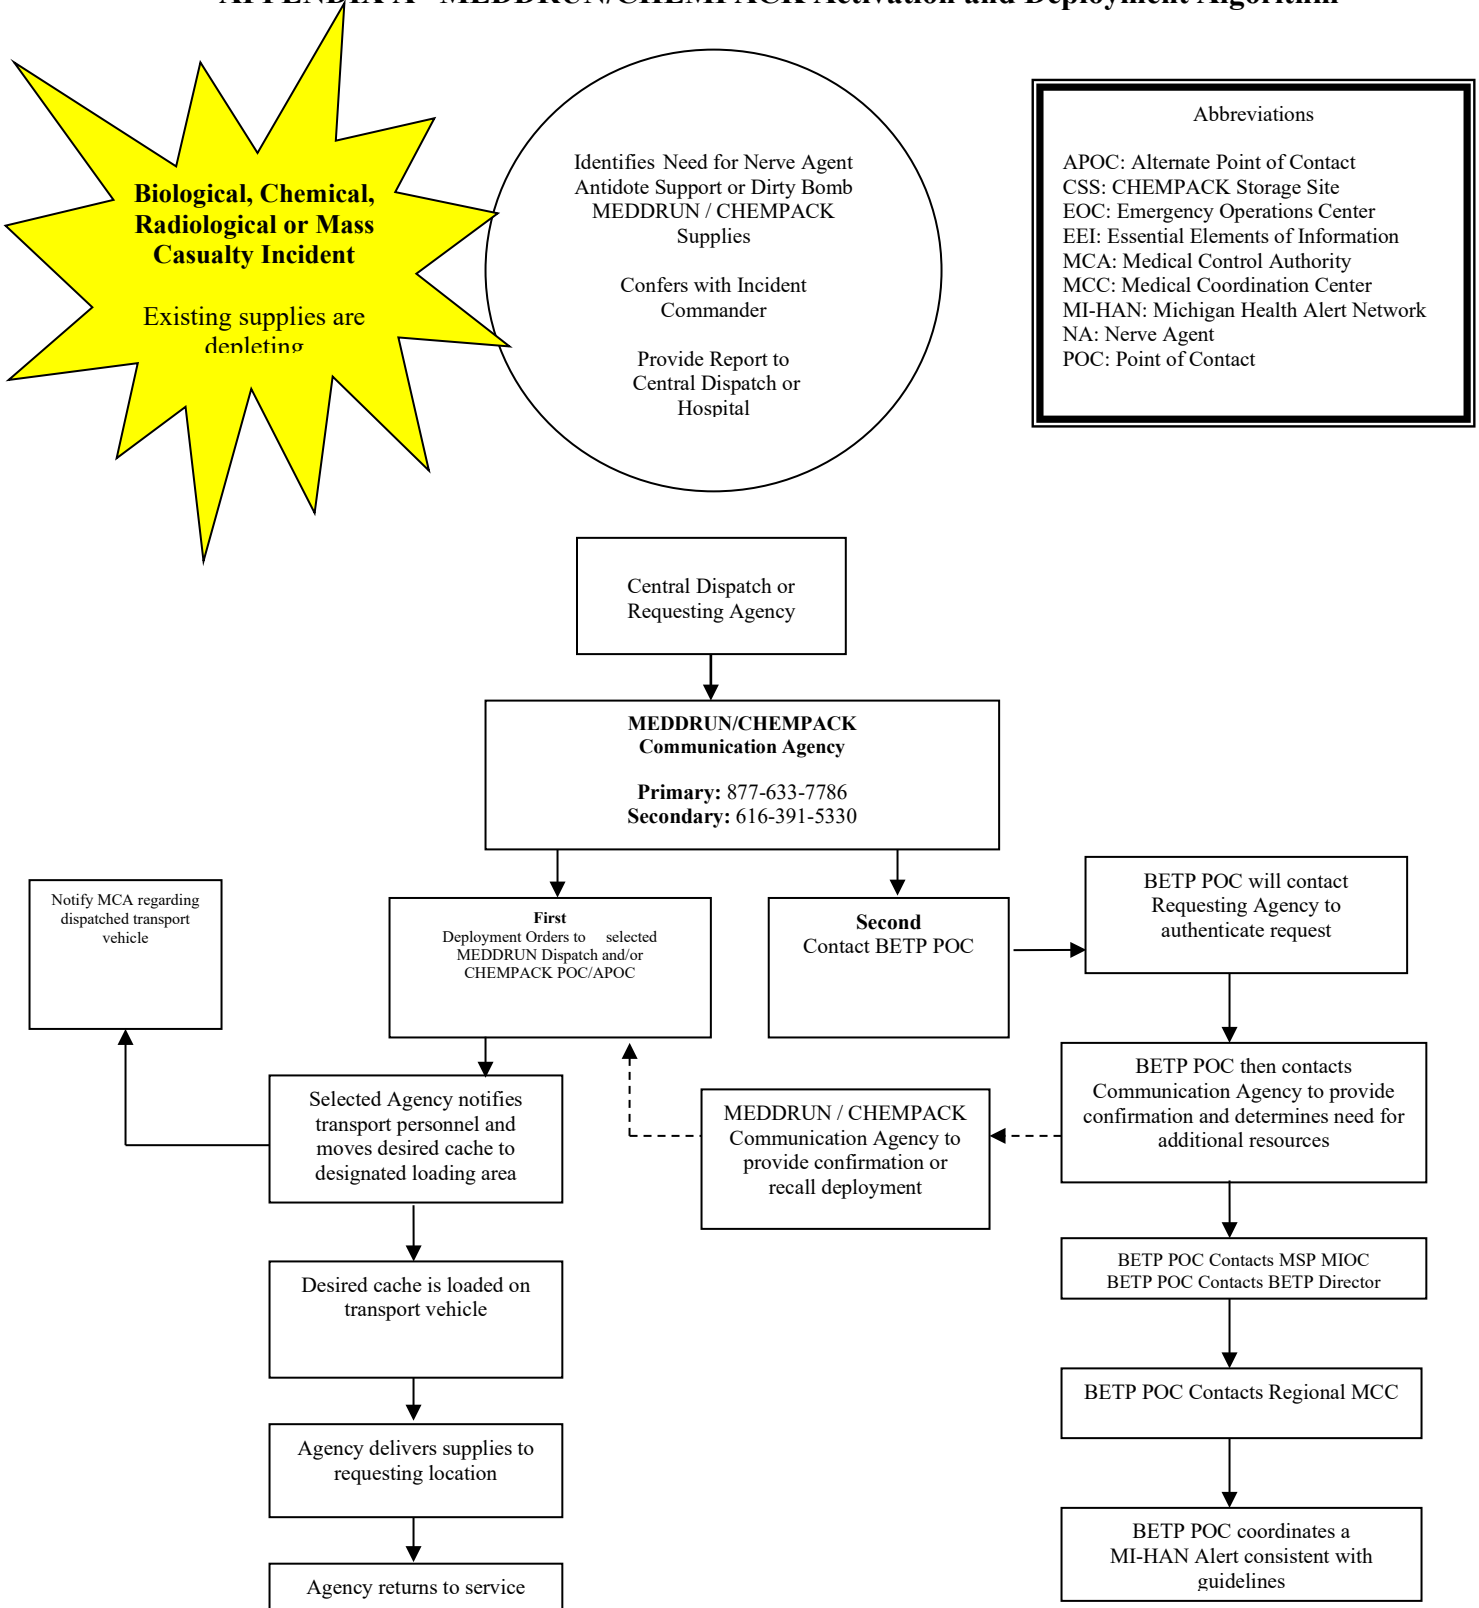 APPENDIX A - MEDDRUN/CHEMPACK Activation and Deployment Algorithm
Biological, Chemical,
Radiological or Mass
Casualty Incident
Existing supplies are
depleting
Identifies Need for Nerve Agent
Antidote Support or Dirty Bomb
MEDDRUN / CHEMPACK
Supplies
Confers with Incident
Commander
Provide Report to
Central Dispatch or
Hospital
Abbreviations
APOC: Alternate Point of Contact
CSS: CHEMPACK Storage Site
EOC: Emergency Operations Center
EEI: Essential Elements of Information
MCA: Medical Control Authority
MCC: Medical Coordination Center
MI-HAN: Michigan Health Alert Network
NA: Nerve Agent
POC: Point of Contact
Central Dispatch or
Requesting Agency
MEDDRUN/CHEMPACK
Communication Agency
Primary: 877-633-7786
Secondary: 616-391-5330
Notify MCA regarding
dispatched transport
vehicle
First
Deployment Orders to selected
MEDDRUN Dispatch and/or
CHEMPACK POC/APOC
Second
Contact BETP POC
BETP POC will contact
Requesting Agency to
authenticate request
Selected Agency notifies
transport personnel and
moves desired cache to
designated loading area
MEDDRUN / CHEMPACK
Communication Agency to
provide confirmation or
recall deployment
BETP POC then contacts
Communication Agency to provide
confirmation and determines need for
additional resources
Desired cache is loaded on
transport vehicle
BETP POC Contacts MSP MIOC
BETP POC Contacts BETP Director
BETP POC Contacts Regional MCC
Agency delivers supplies to
requesting location
BETP POC coordinates a
MI-HAN Alert consistent with
guidelines
Agency returns to service